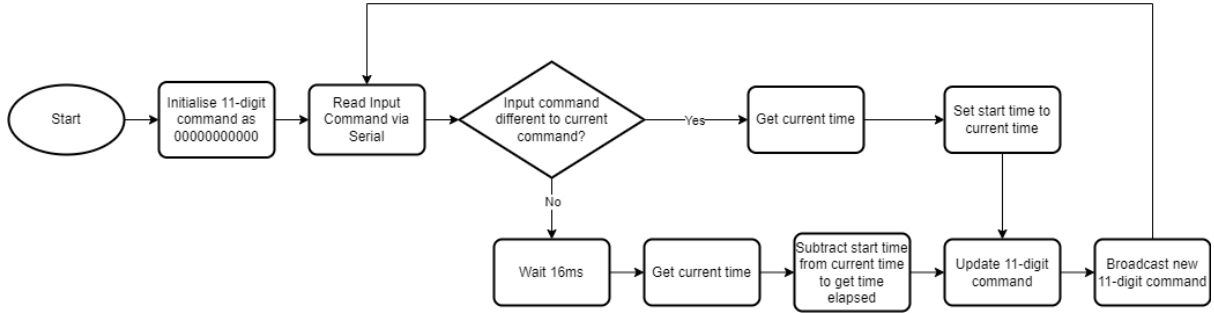 Start
Initialise 11-digit
command as
00000000000
Read Input
Command via
Serial
Input command
different to current
command?
Yes
Get current time
Set start time to
current time
No
Wait 16ms
Get current time
Subtract start time
from current time
to get time
elapsed
Update 11-digit
command
Broadcast new
11-digit command